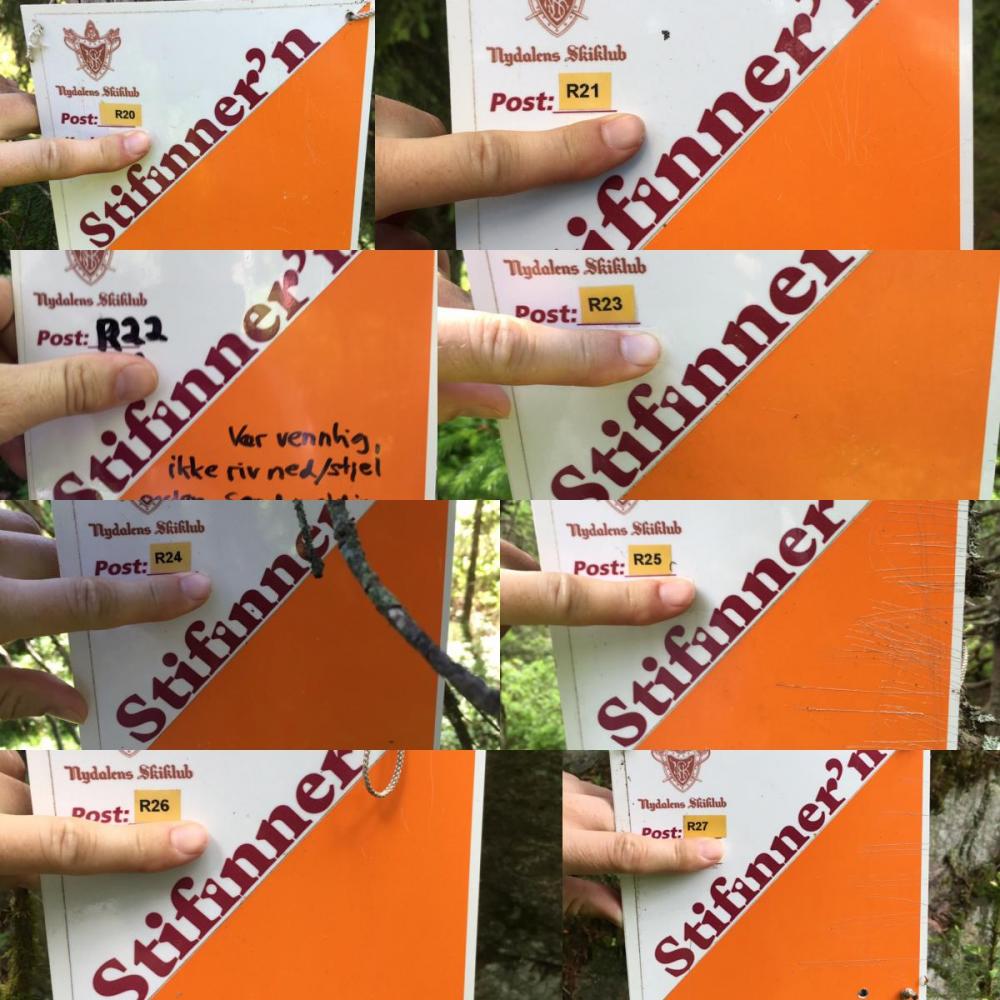 Nydalens Skiklub
Post: R20
Stifinner'n
Nydalens Skiklub
Post: R21
Stifinner'n
Nydalens Skiklub
Post: R22
Stifinner'n
Vær vennlig,
ikke riv ned/stjel
Nydalens Skiklub
Post: R23
Stifinner
Nydalens Skiklub
Post: R24
Stifinner
Nydalens Skiklub
Post: R25
Stifinner
Nydalens Skiklub
Post: R26
Stifinner
Nydalens Skiklub
Post: R27
Stifinner'n